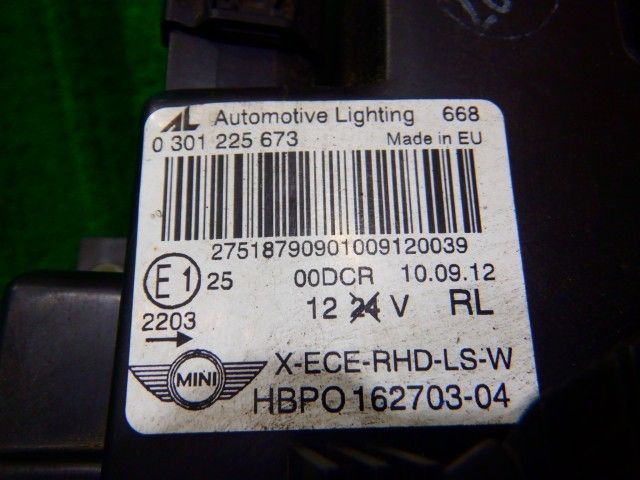 AL Automotive Lighting 668
0 301 225 673 Made in EU
27518790901009120039
E1 25 00DCR 10.09.12
2203 12 24 V RL
MINI X-ECE-RHD-LS-W
HBPO 162703-04